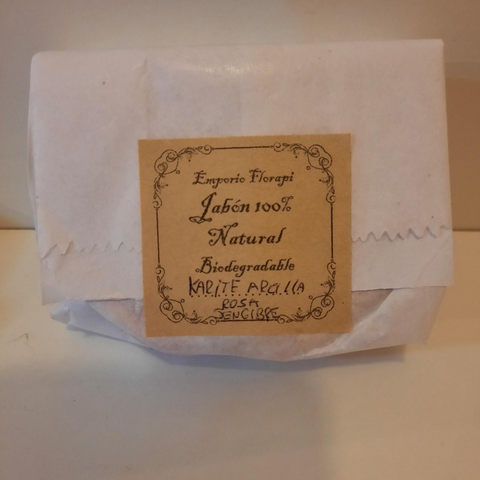 Emporio Florapi
Jabón 100%
Natural
Biodegradable
KARITE ARCILLA
ROSA
JENGIBRE